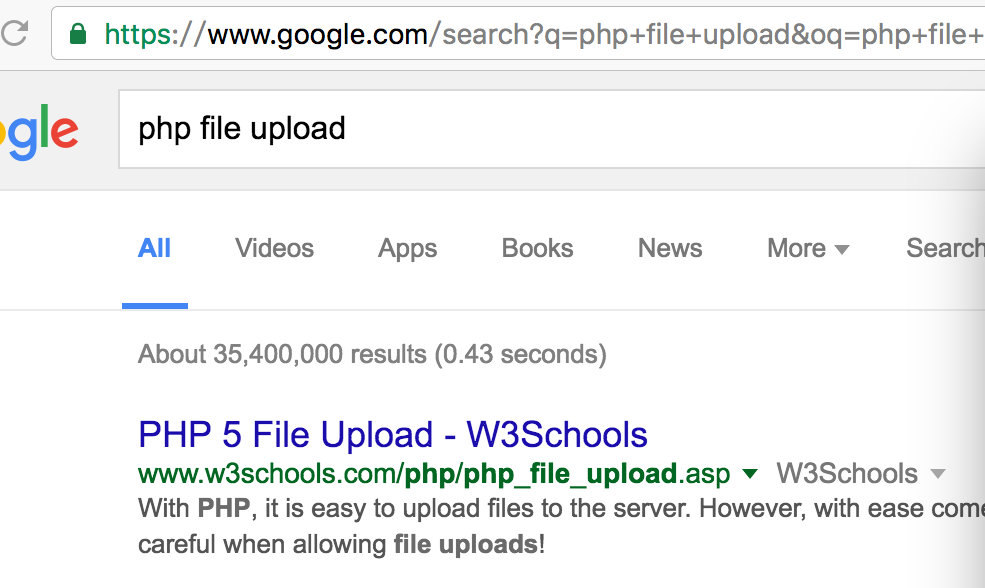 https://www.google.com/search?q=php+file+upload&oq=php+file+
gle
php file upload
All Videos Apps Books News More Search
About 35,400,000 results (0.43 seconds)
PHP 5 File Upload - W3Schools
www.w3schools.com/php/php_file_upload.asp W3Schools
With PHP, it is easy to upload files to the server. However, with ease come
careful when allowing file uploads!